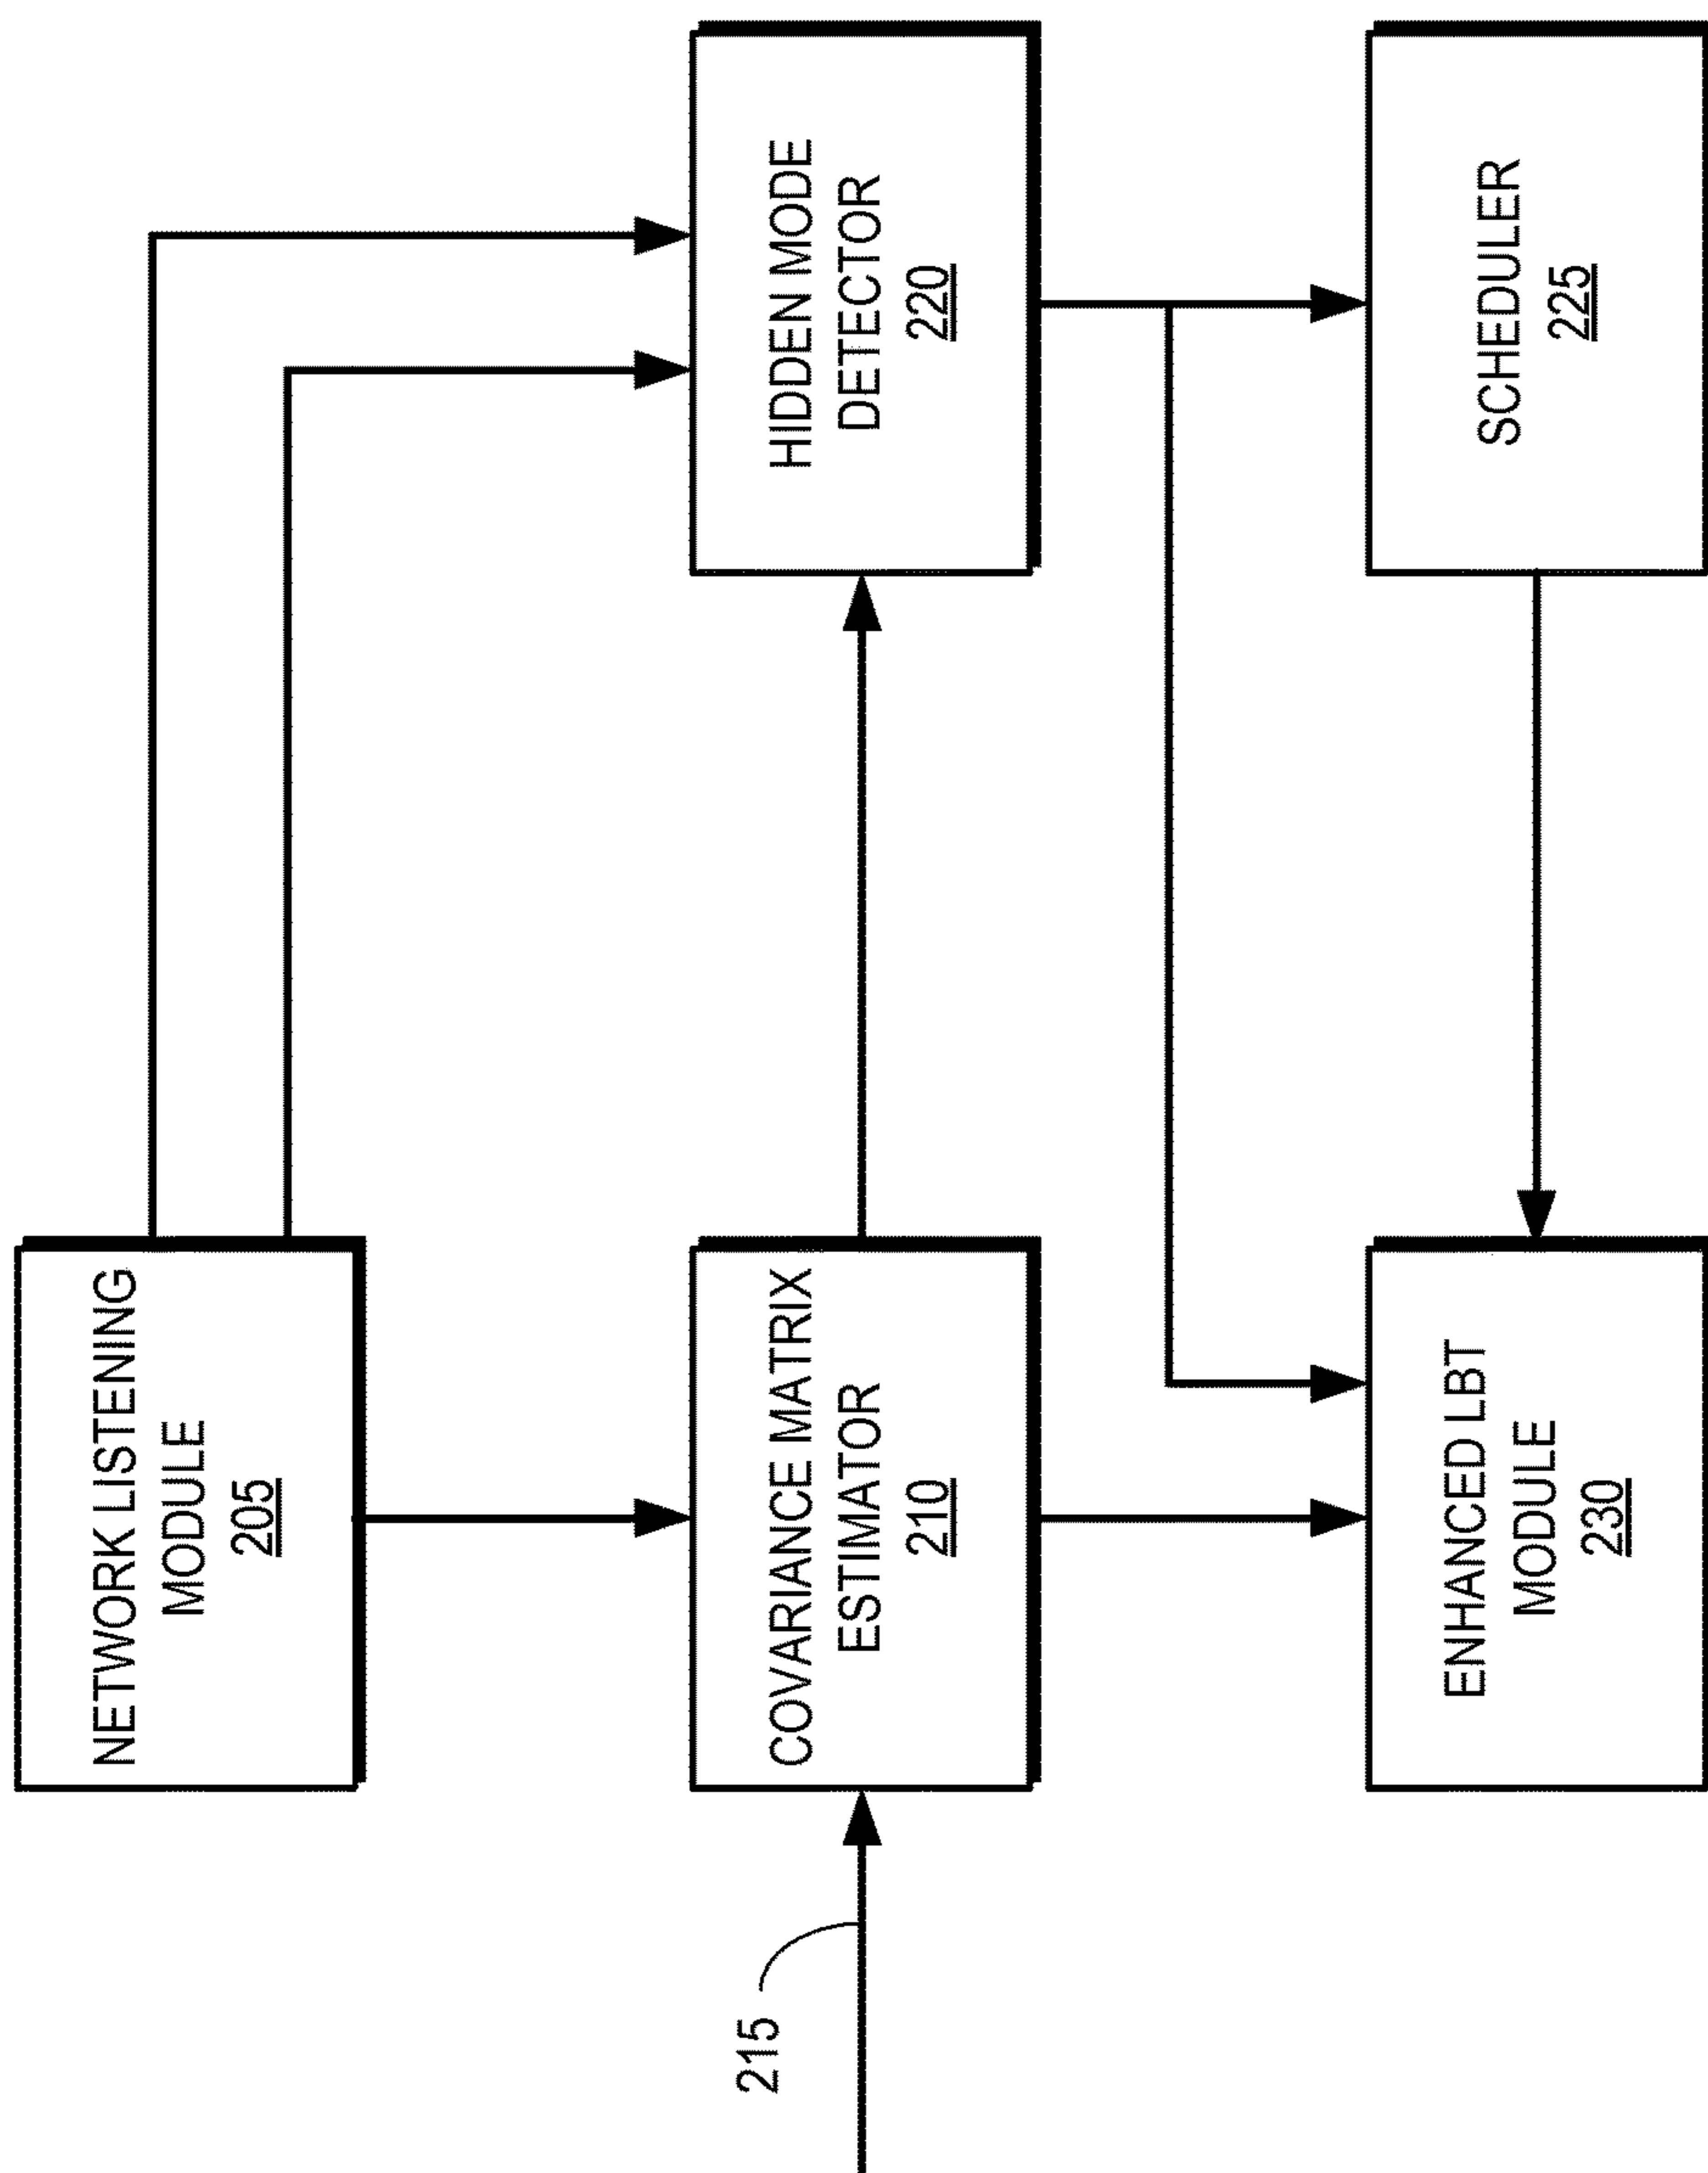 NETWORK LISTENING
MODULE
205
HIDDEN MODE
DETECTOR
220
215
COVARIANCE MATRIX
ESTIMATOR
210
SCHEDULER
225
ENHANCED LBT
MODULE
230